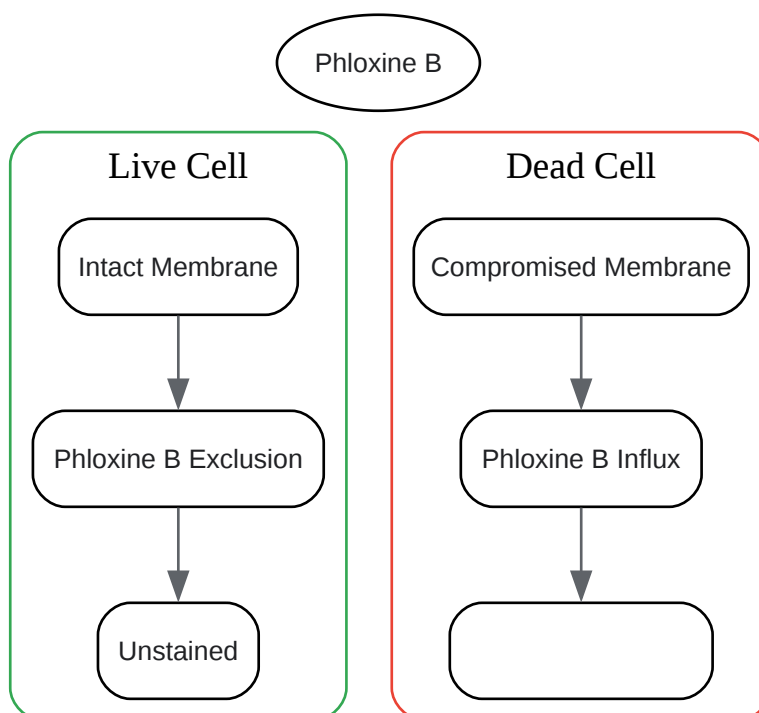 Phloxine B
Live Cell
Intact Membrane
Phloxine B Exclusion
Unstained
Dead Cell
Compromised Membrane
Phloxine B Influx